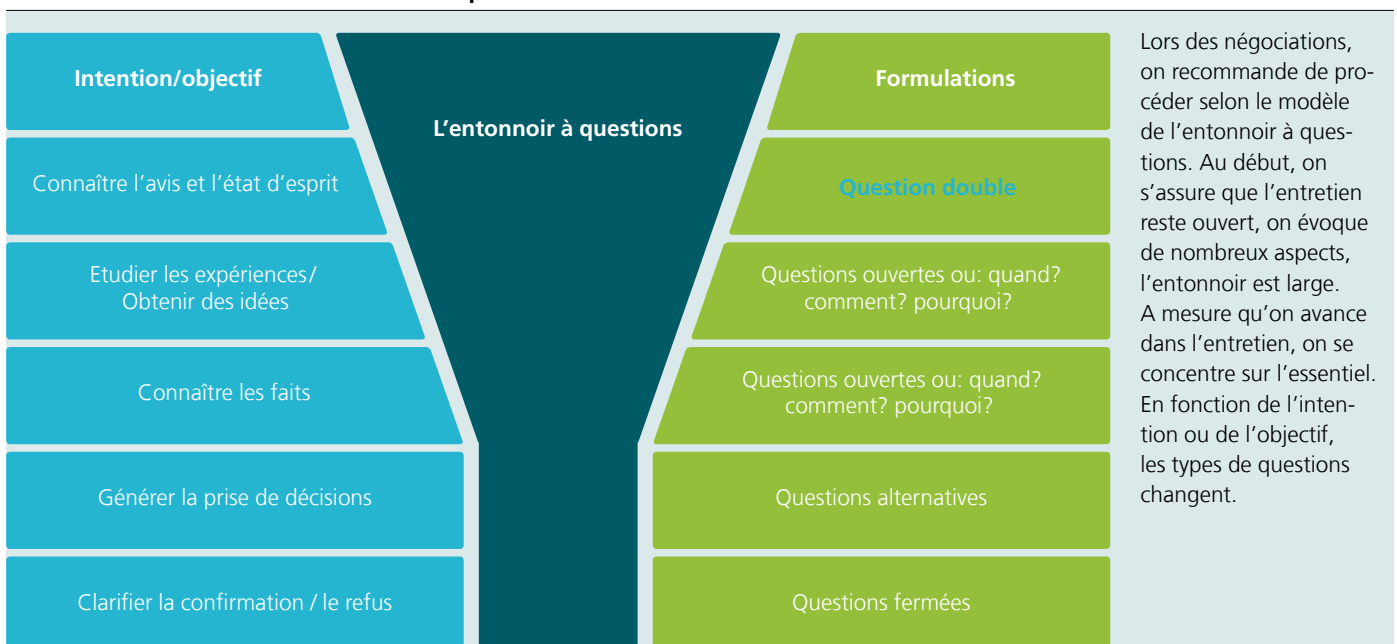 Intention/objectif
L'entonnoir à questions
Formulations
Connaître l'avis et l'état d'esprit
Question double
Etudier les expériences/
Obtenir des idées
Questions ouvertes ou: quand?
comment? pourquoi?
Connaître les faits
Questions ouvertes ou: quand?
comment? pourquoi?
Générer la prise de décisions
Questions alternatives
Clarifier la confirmation / le refus
Questions fermées
Lors des négociations,
on recommande de pro-
céder selon le modèle
de l'entonnoir à ques-
tions. Au début, on
s'assure que l'entretien
reste ouvert, on évoque
de nombreux aspects,
l'entonnoir est large.
A mesure qu'on avance
dans l'entretien, on se
concentre sur l'essentiel.
En fonction de l'inten-
tion ou de l'objectif,
les types de questions
changent.